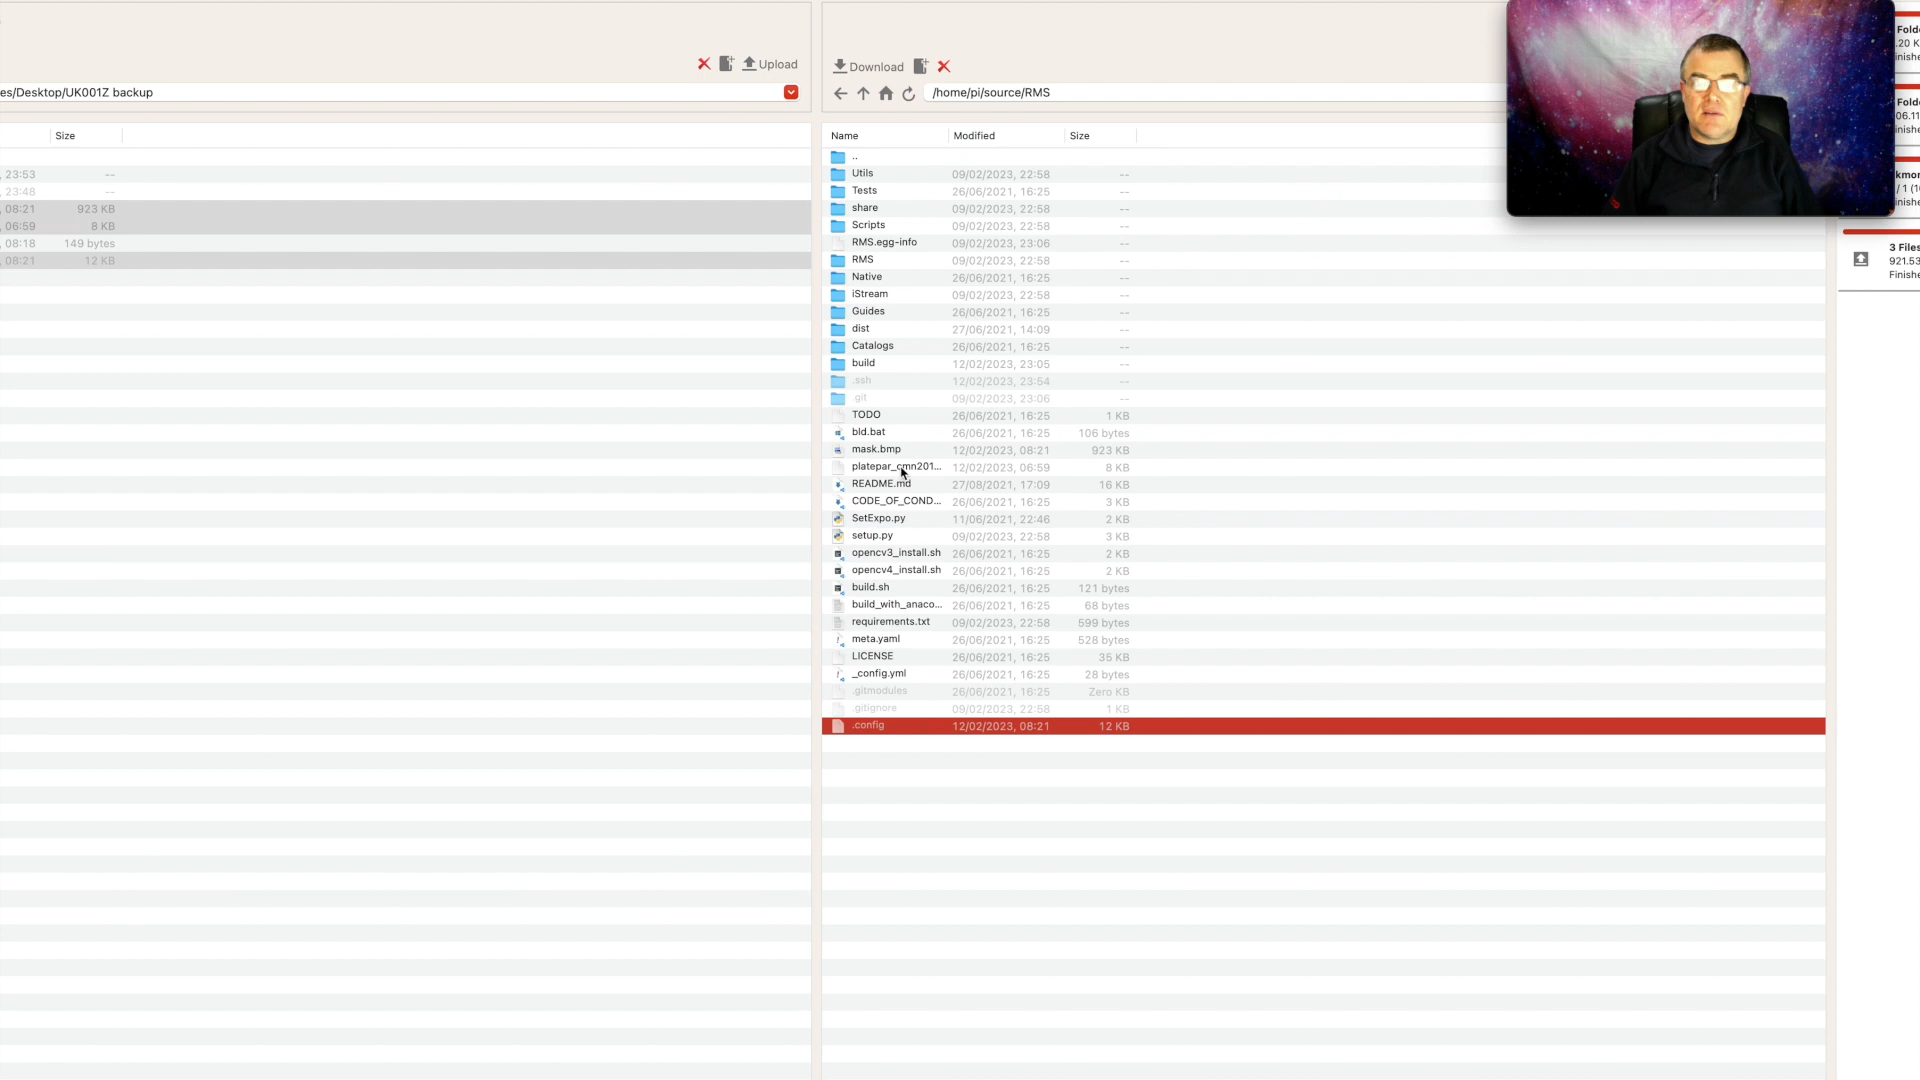 Upload
es/Desktop/UK001Z backup
Size
, 23:53 --
, 23:48 --
, 08:21 923 KB
, 06:59 8 KB
, 08:18 149 bytes
, 08:21 12 KB
Download
/home/pi/source/RMS
Name Modified Size
..
Utils 09/02/2023, 22:58 --
Tests 26/06/2021, 16:25 --
share 09/02/2023, 22:58 --
Scripts 09/02/2023, 22:58 --
RMS.egg-info 09/02/2023, 23:06 --
RMS 09/02/2023, 22:58 --
Native 26/06/2021, 16:25 --
iStream 09/02/2023, 22:58 --
Guides 26/06/2021, 16:25 --
dist 27/06/2021, 14:09 --
Catalogs 26/06/2021, 16:25 --
build 12/02/2023, 23:05 --
.ssh 12/02/2023, 23:54 --
.git 09/02/2023, 23:06 --
TODO 26/06/2021, 16:25 1 KB
bld.bat 26/06/2021, 16:25 106 bytes
mask.bmp 12/02/2023, 08:21 923 KB
platepar_cmn201... 12/02/2023, 06:59 8 KB
README.md 27/08/2021, 17:09 16 KB
CODE_OF_COND... 26/06/2021, 16:25 3 KB
SetExpo.py 11/06/2021, 22:46 2 KB
setup.py 09/02/2023, 22:58 3 KB
opencv3_install.sh 26/06/2021, 16:25 2 KB
opencv4_install.sh 26/06/2021, 16:25 2 KB
build.sh 26/06/2021, 16:25 121 bytes
build_with_anaco... 26/06/2021, 16:25 68 bytes
requirements.txt 09/02/2023, 22:58 599 bytes
meta.yaml 26/06/2021, 16:25 528 bytes
LICENSE 26/06/2021, 16:25 35 KB
_config.yml 26/06/2021, 16:25 28 bytes
.gitmodules 26/06/2021, 16:25 Zero KB
.gitignore 09/02/2023, 22:58 1 KB
.config 12/02/2023, 08:21 12 KB
Folde
.20 K
inishe
Folde
06.11
inishe
kmor
/ 1 (1
inishe
3 Files
921.53
Finishe